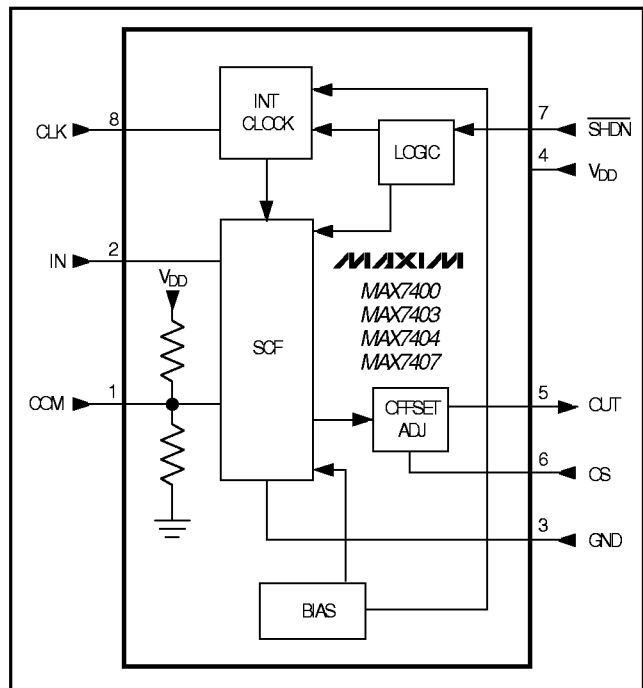 INT
CLOCK
8
CLK
7
SHDN
LOGIC
4
VDD
2
IN
VDD
MAXIM
MAX7400
MAX7403
MAX7404
MAX7407
SCF
1
COM
OFFSET
ADJ
5
OUT
6
OS
3
GND
BIAS